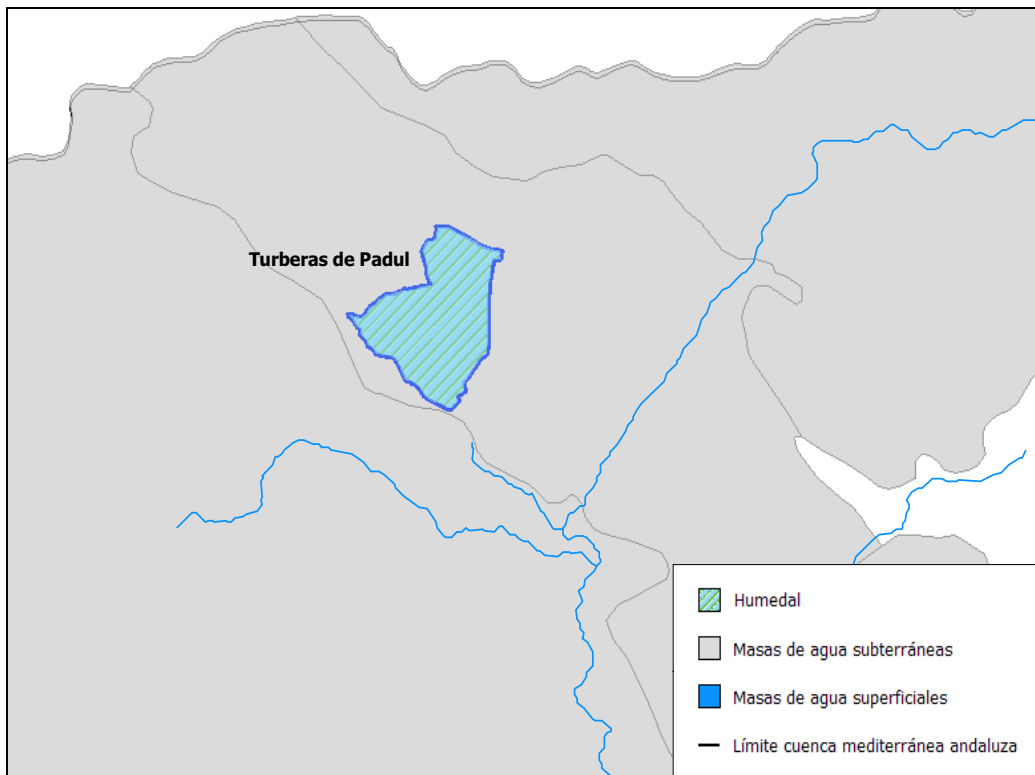 Turberas de Padul
Humedal
Masas de agua subterráneas
Masas de agua superficiales
Límite cuenca mediterránea andaluza